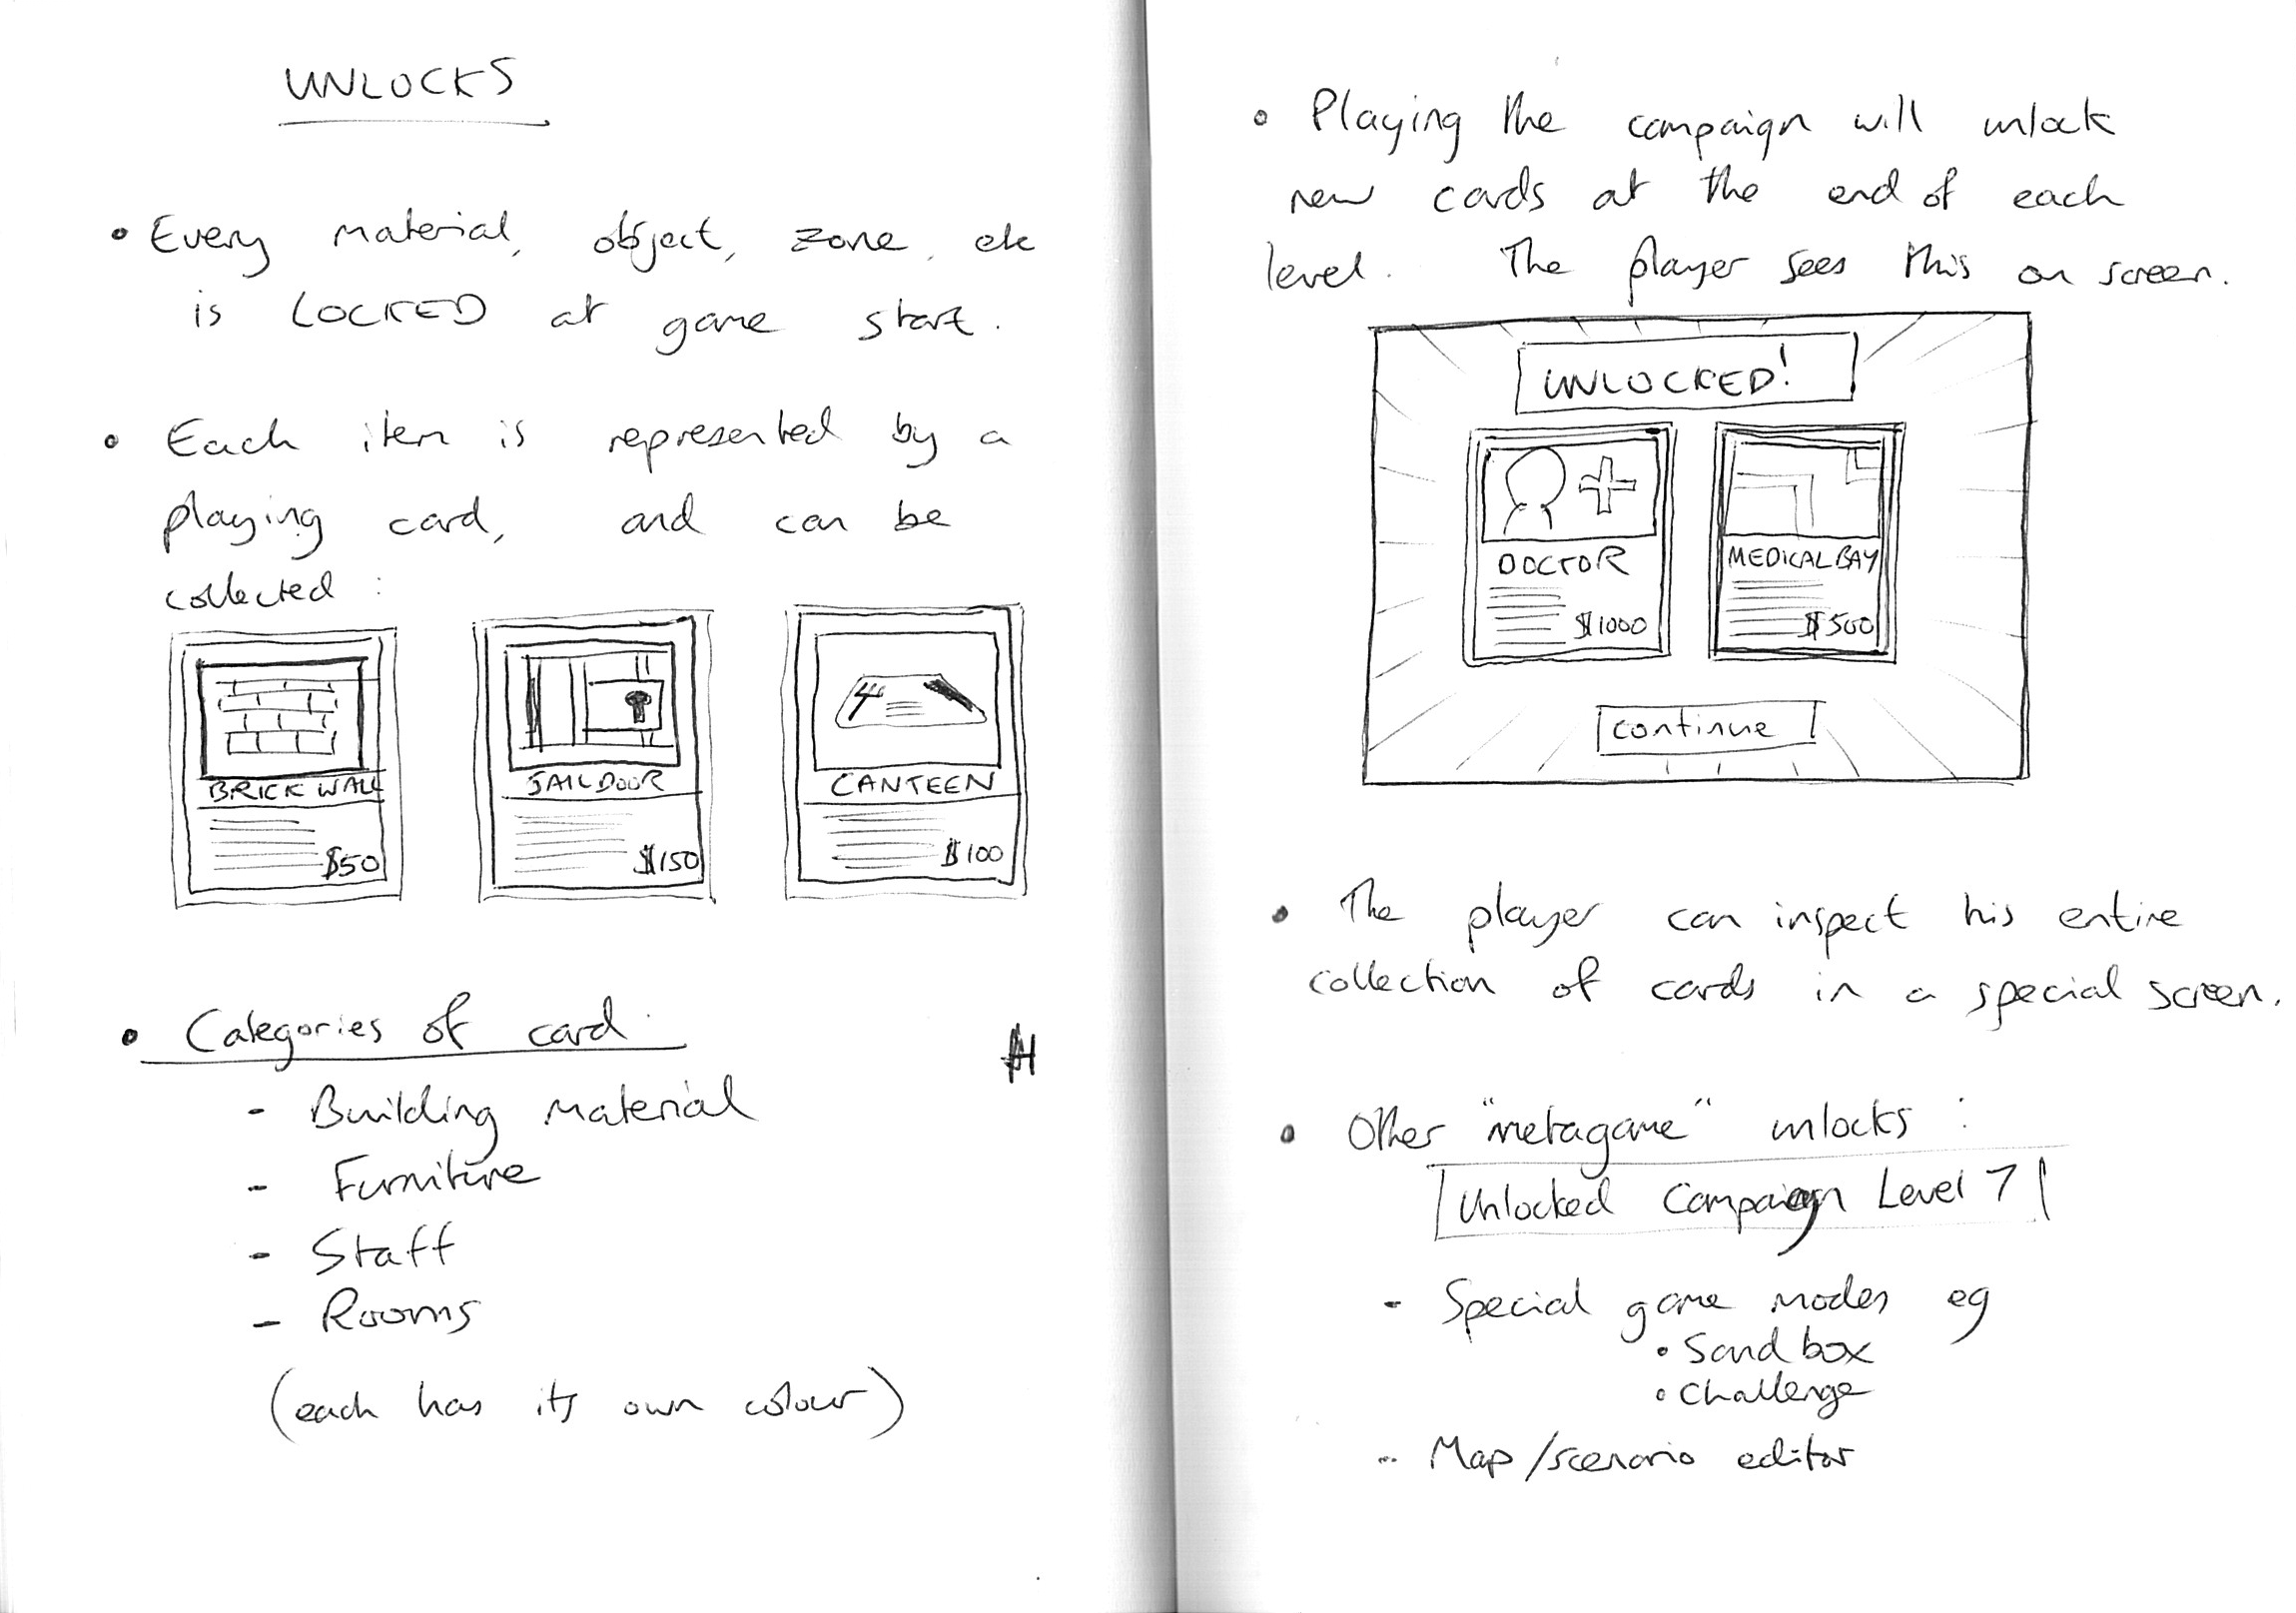 UNLOCKS
• Every material, object, zone, etc
is LOCKED at game start.
• Each item is represented by a
playing card, and can be
collected :
BRICK WALL
$50
JAIL DOOR
$150
CANTEEN
$100
• Categories of card
- Building material
- Furniture
- Staff
- Rooms
(each has its own colour)
• Playing the campaign will unlock
new cards at the end of each
level. The player sees this on screen.
UNLOCKED!
DOCTOR
$1000
MEDICAL BAY
$500
continue
• The player can inspect his entire
collection of cards in a special screen.
• Other "metagame" unlocks :
Unlocked Campaign Level 7
- Special game modes eg
• Sandbox
• Challenge
- Map/scenario editor